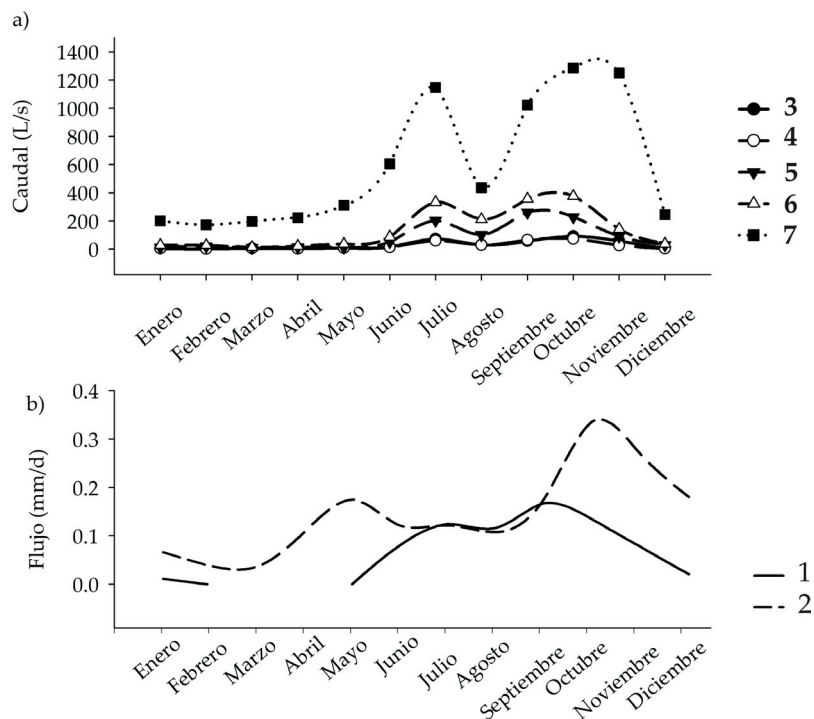 a)
Caudal (L/s)
1400
1200
1000
800
600
400
200
0
Enero
Febrero
Marzo
Abril
Mayo
Junio
Julio
Agosto
Septiembre
Octubre
Noviembre
Diciembre
3
4
5
6
7
b)
Flujo (mm/d)
0.4
0.3
0.2
0.1
0.0
Enero
Febrero
Marzo
Abril
Mayo
Junio
Julio
Agosto
Septiembre
Octubre
Noviembre
Diciembre
1
2